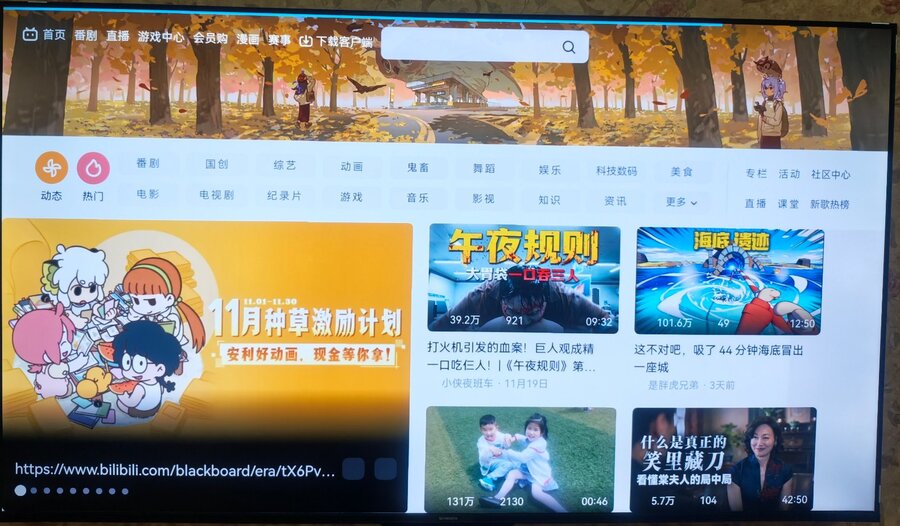 首页 番剧 直播 游戏中心 会员购 漫画 赛事 下载客户端
番剧 国创 综艺 动画 鬼畜 舞蹈 娱乐 科技数码 美食
专栏 活动 社区中心
动态 热门
电影 电视剧 纪录片 游戏 音乐 影视 知识 资讯 更多
直播 课堂 新歌热榜
11.01-11.30
11月种草激励计划
安利好动画,现金等你拿!
https://www.bilibili.com/blackboard/era/tX6Pv...
午夜规则
大胃袋一口吞三人
39.2万 921 09:32
打火机引发的血案!巨人观成精
一口吃仨人!|《午夜规则》第...
小侠夜班车 · 11月19日
海底遗迹
101.6万 49 12:50
这不对吧,吸了 44 分钟海底冒出
一座城
是胖虎兄弟 · 3天前
131万 2130 00:46
什么是真正的
笑里藏刀
看懂棠夫人的局中局
5.7万 104 42:50